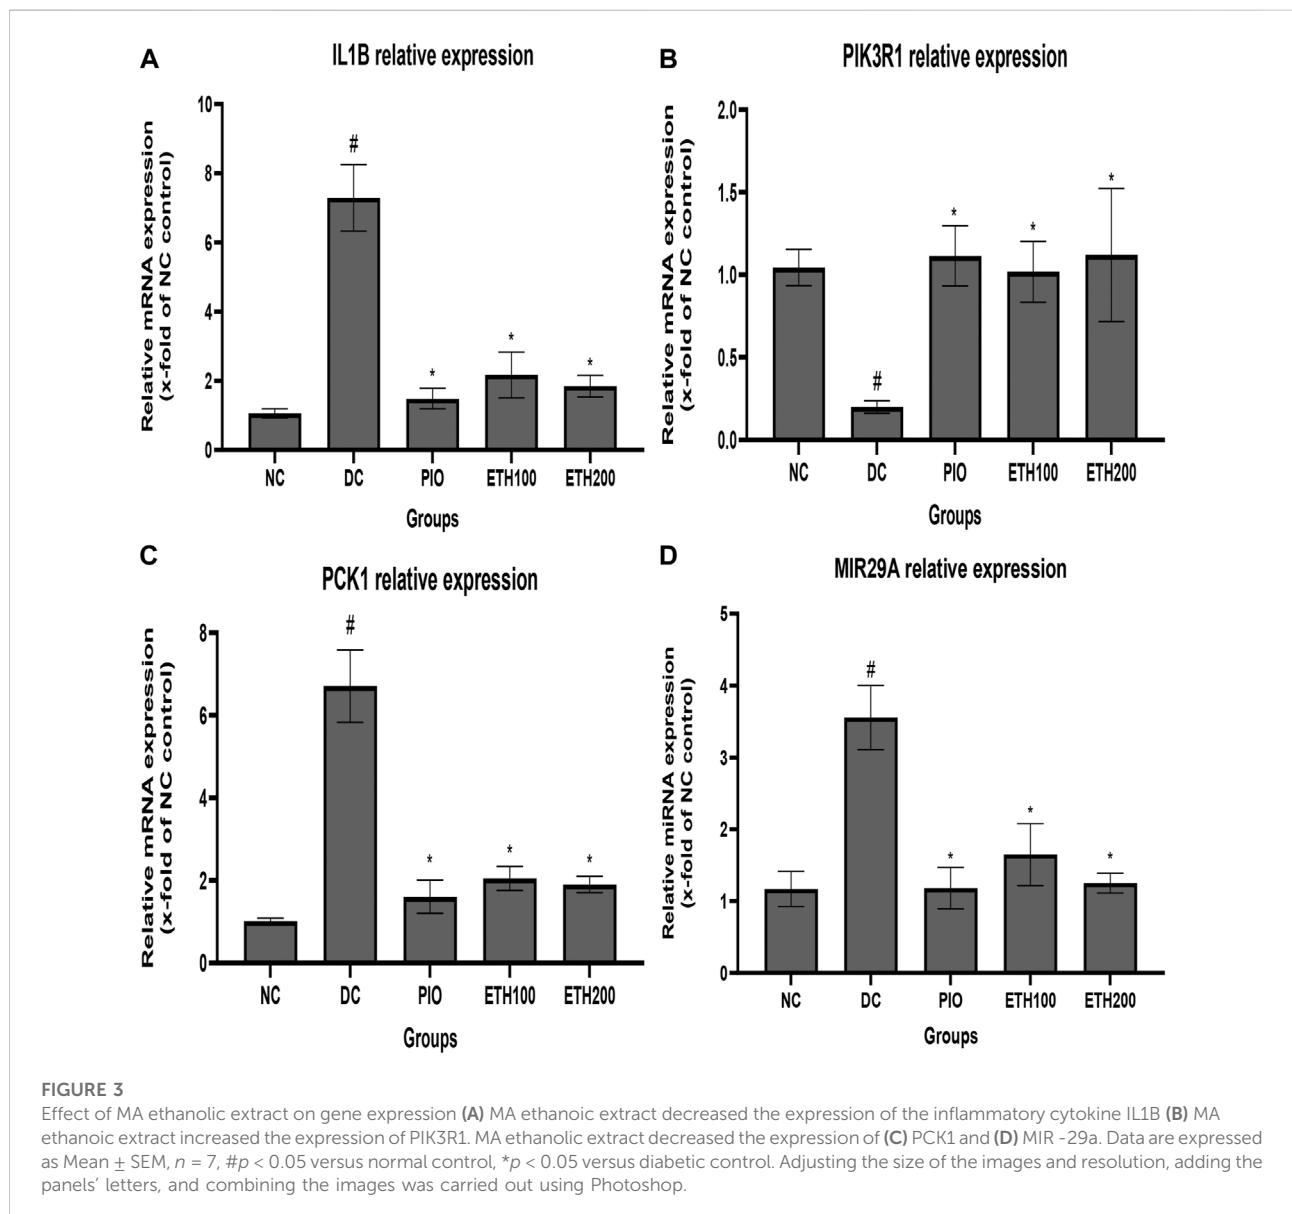 A
IL1B relative expression
Relative mRNA expression
(x-fold of NC control)
10
8
6
4
2
0
#
*
*
*
NC
DC
PIO
ETH100
ETH200
Groups
B
PIK3R1 relative expression
Relative mRNA expression
(x-fold of NC control)
2.0
1.5
1.0
0.5
0.0
#
*
*
*
NC
DC
PIO
ETH100
ETH200
Groups
C
PCK1 relative expression
Relative mRNA expression
(x-fold of NC control)
8
6
4
2
0
#
*
*
*
NC
DC
PIO
ETH100
ETH200
Groups
D
MIR29A relative expression
Relative miRNA expression
(x-fold of NC control)
5
4
3
2
1
0
#
*
*
*
NC
DC
PIO
ETH100
ETH200
Groups
FIGURE 3
Effect of MA ethanolic extract on gene expression (A) MA ethanoic extract decreased the expression of the inflammatory cytokine IL1B (B) MA
ethanoic extract increased the expression of PIK3R1. MA ethanolic extract decreased the expression of (C) PCK1 and (D) MIR -29a. Data are expressed
as Mean ± SEM, n = 7, #p < 0.05 versus normal control, *p < 0.05 versus diabetic control. Adjusting the size of the images and resolution, adding the
panels’ letters, and combining the images was carried out using Photoshop.